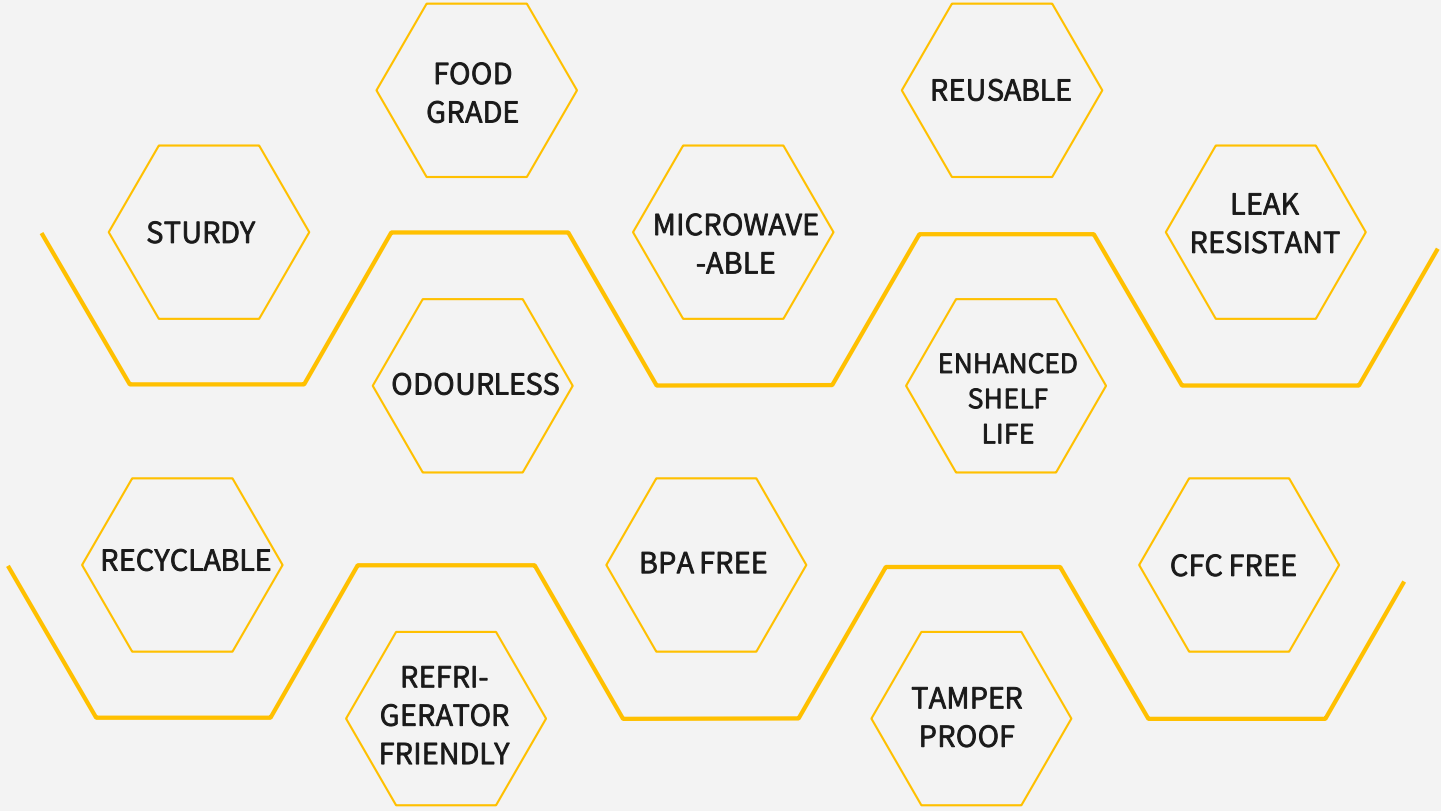 FOOD
GRADE
REUSABLE
STURDY
MICROWAVE
-ABLE
LEAK
RESISTANT
ODOURLESS
ENHANCED
SHELF
LIFE
RECYCLABLE
BPA FREE
CFC FREE
REFRI-
GERATOR
FRIENDLY
TAMPER
PROOF